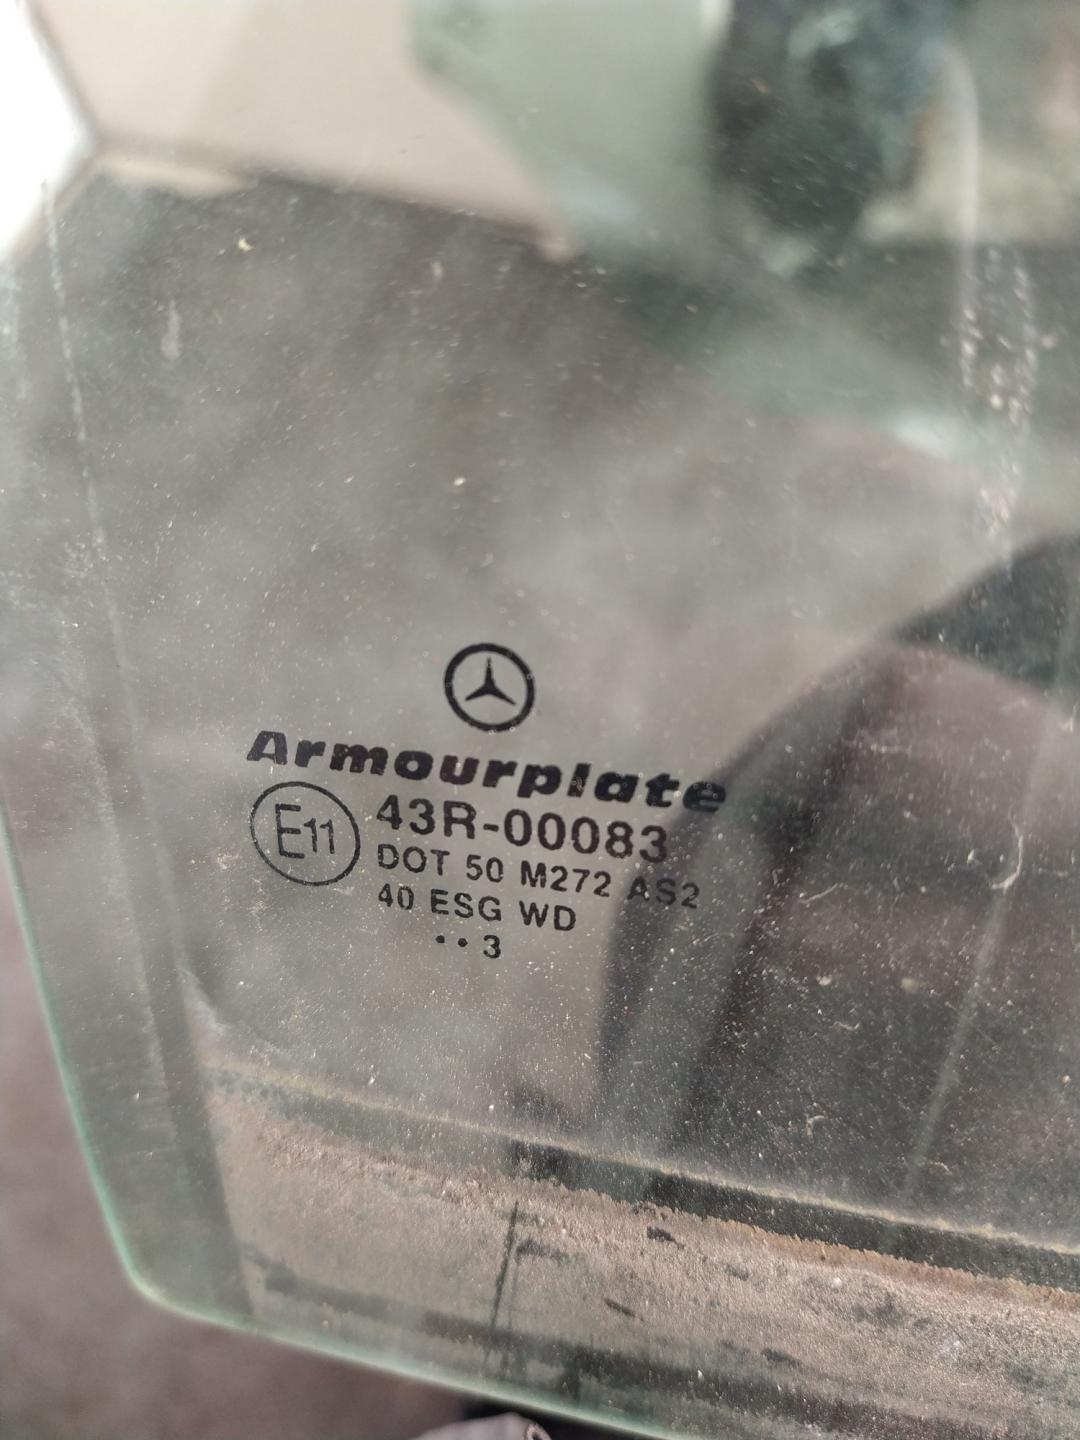 Armourplate
E11 43R-00083
DOT 50 M272 AS2
40 ESG WD
•• 3